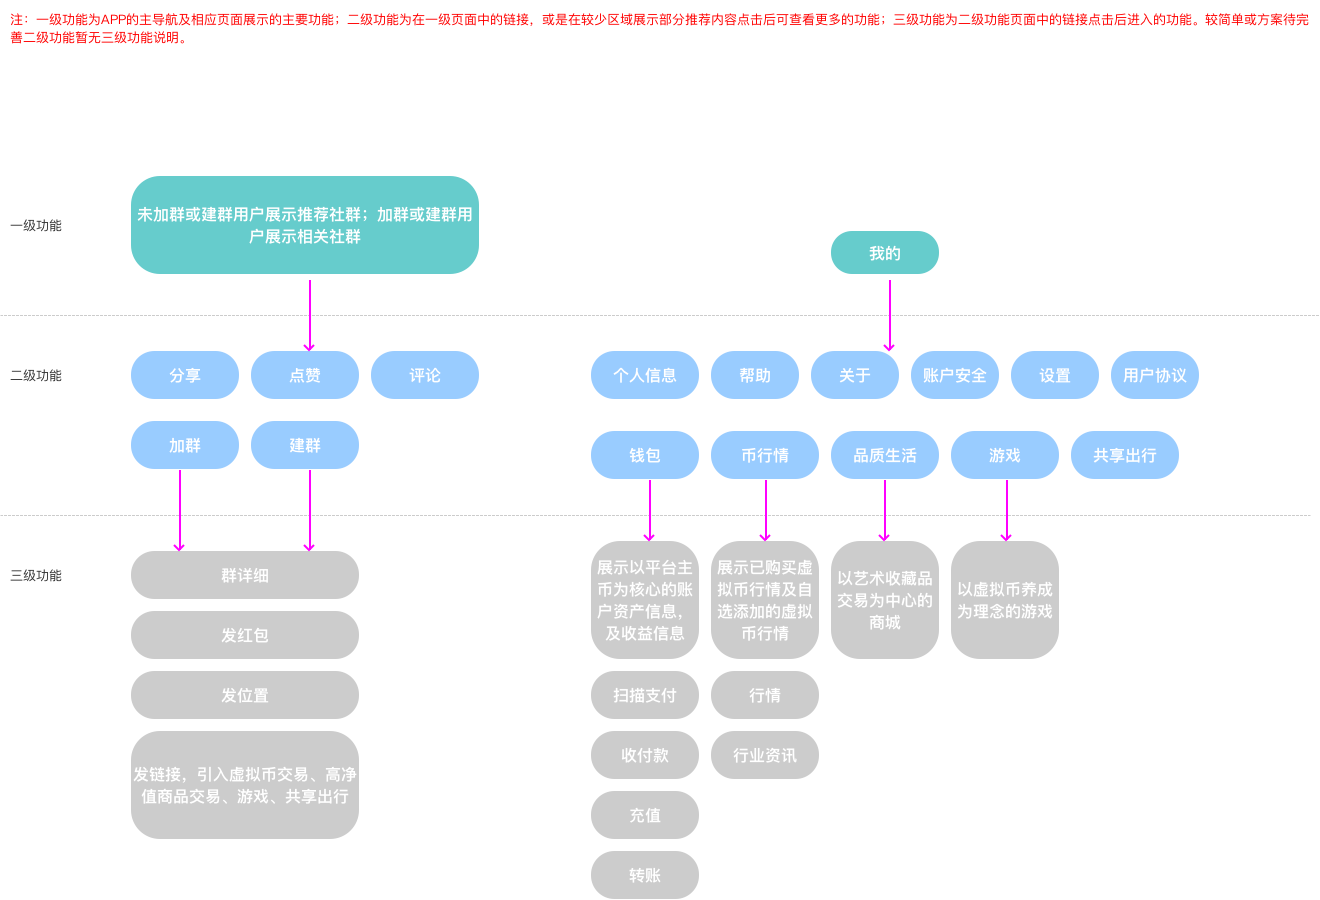 注：一级功能为APP的主导航及相应页面展示的主要功能；二级功能为在一级页面中的链接，或是在较少区域展示部分推荐内容点击后可查看更多的功能；三级功能为二级功能页面中的链接点击后进入的功能。较简单或方案待完
善二级功能暂无三级功能说明。
一级功能
未加群或建群用户展示推荐社群；加群或建群用
户展示相关社群
我的
二级功能
分享
点赞
评论
个人信息
帮助
关于
账户安全
设置
用户协议
加群
建群
钱包
币行情
品质生活
游戏
共享出行
三级功能
群详细
发红包
发位置
发链接，引入虚拟币交易、高净
值商品交易、游戏、共享出行
展示以平台主
币为核心的账
户资产信息，
及收益信息
展示已购买虚
拟币行情及自
选添加的虚拟
币行情
以艺术收藏品
交易为中心的
商城
以虚拟币养成
为理念的游戏
扫描支付
行情
收付款
行业资讯
充值
转账